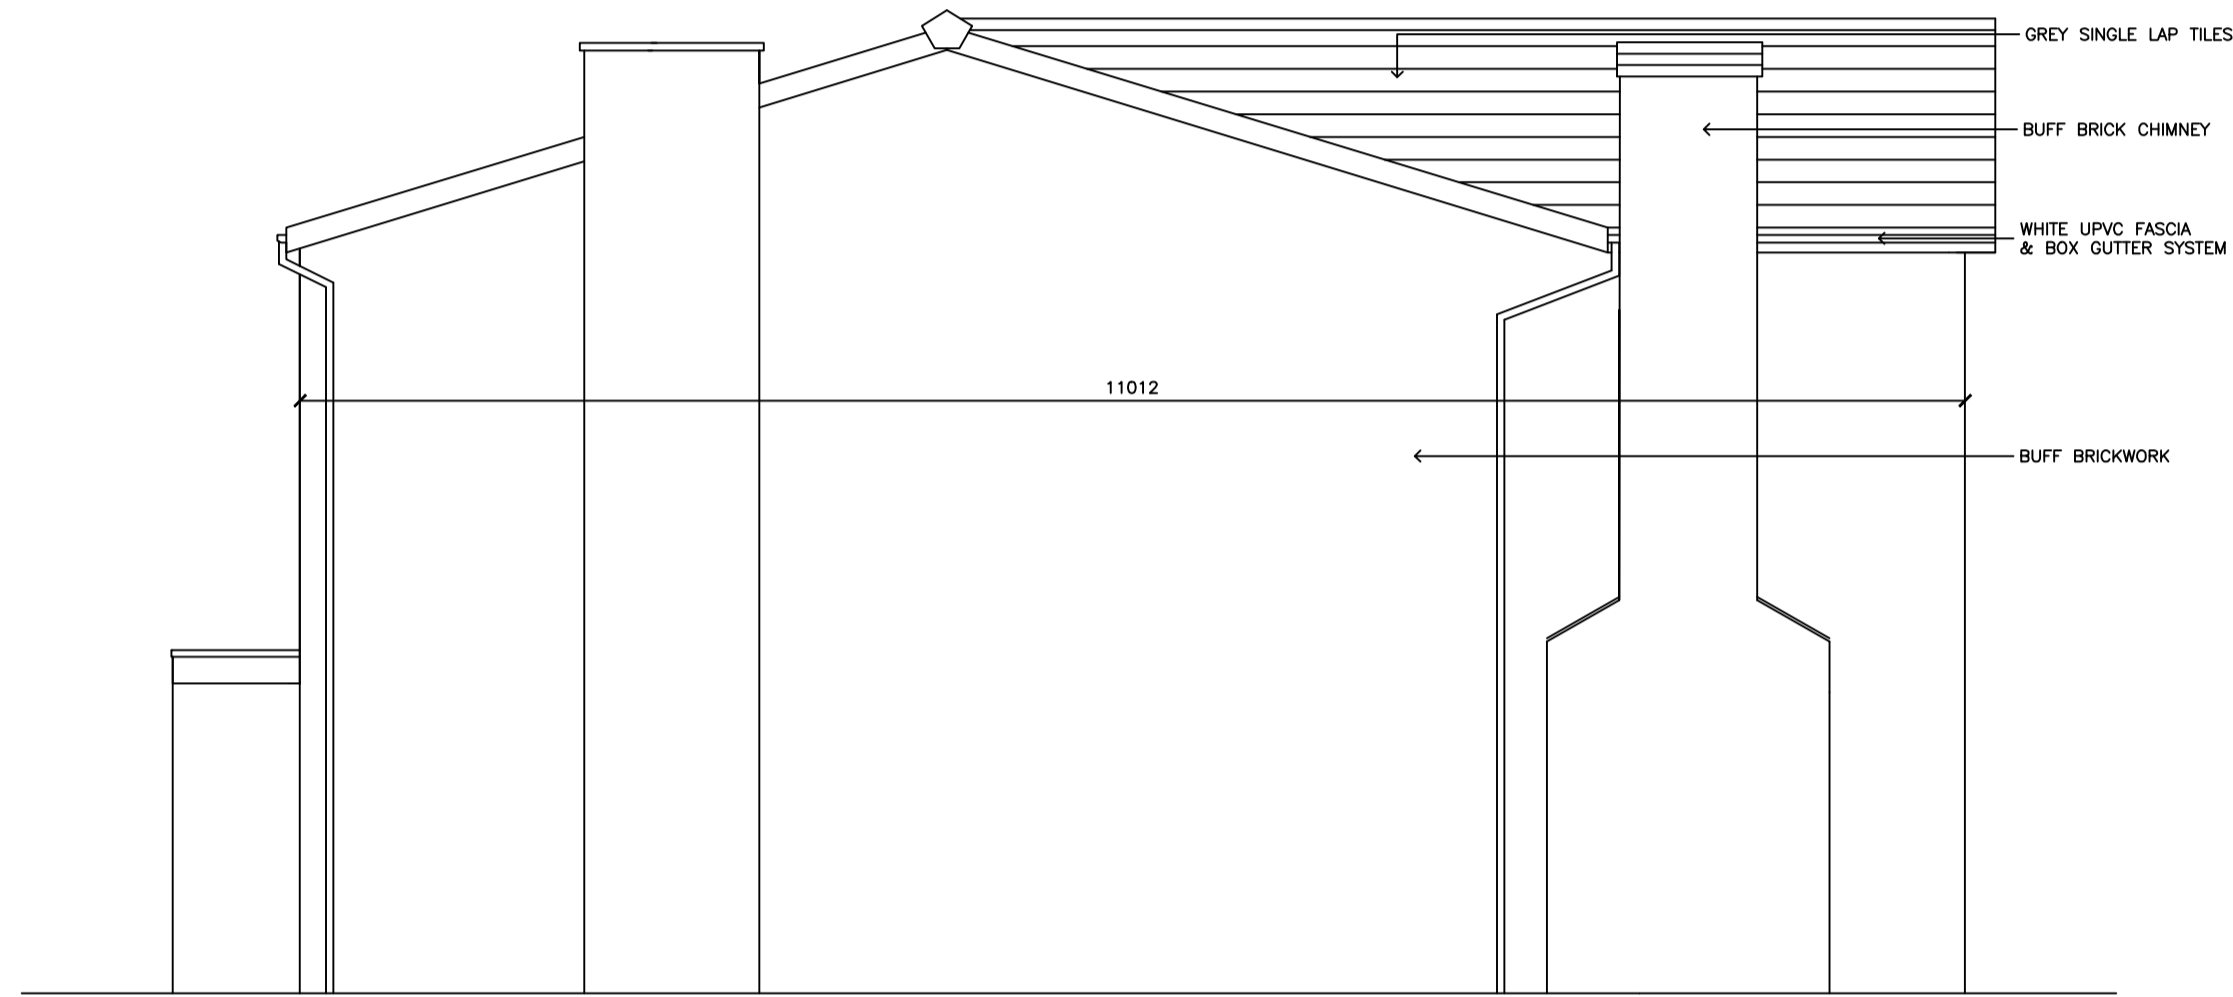 GREY SINGLE LAP TILES
BUFF BRICK CHIMNEY
WHITE UPVC FASCIA
& BOX GUTTER SYSTEM
11012
BUFF BRICKWORK